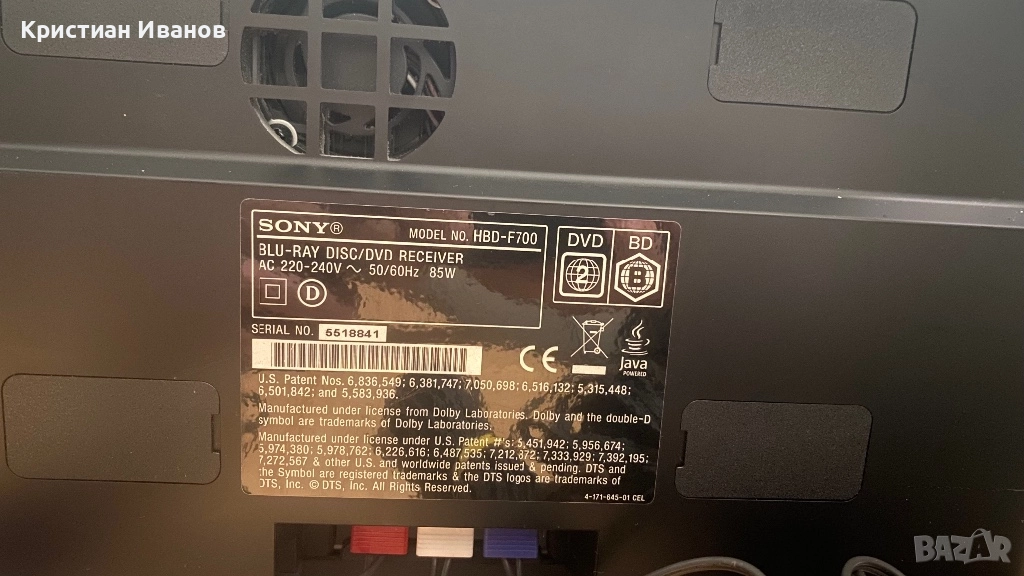 Кристиан Иванов
SONY®
MODEL NO. HBD-F700
BLU-RAY DISC/DVD RECEIVER
AC 220-240V ~ 50/60Hz 85W
D
DVD
BD
2
SERIAL NO. 5518841
CE
Java
POWERED
U.S. Patent Nos. 6,836,549; 6,381,747; 7,050,698; 6,516,132; 5,315,448;
6,501,842; and 5,583,936.
Manufactured under license from Dolby Laboratories. Dolby and the double-D
symbol are trademarks of Dolby Laboratories.
Manufactured under license under U.S. Patent #'s: 5,451,942; 5,956,674;
5,974,380; 5,978,762; 6,226,616; 6,487,535; 7,212,872; 7,333,929; 7,392,195;
7,272,567 & other U.S. and worldwide patents issued & pending. DTS and
the Symbol are registered trademarks & the DTS logos are trademarks of
DTS, Inc. © DTS, Inc. All Rights Reserved.
4-171-645-01 CEL
BAZAR